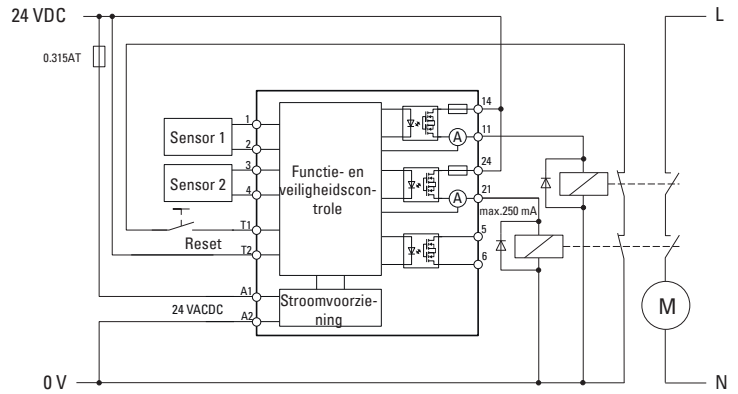 24 VDC
L
0.315AT
14
11
24
21
5
6
A
A
Sensor 1
1
2
Sensor 2
3
4
Functie- en
veiligheidscon-
trole
max.250 mA
T1
Reset
T2
A1
24 VACDC
A2
Stroomvoorzie-
ning
M
0 V
N